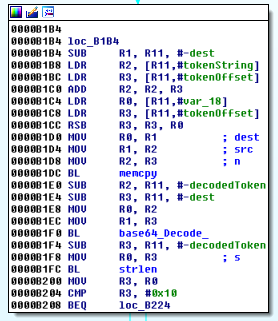 0000B1B4
0000B1B4 loc_B1B4
0000B1B4 SUB R1, R11, #-dest
0000B1B8 LDR R2, [R11,#tokenString]
0000B1BC LDR R3, [R11,#tokenOffset]
0000B1C0 ADD R2, R2, R3
0000B1C4 LDR R0, [R11,#var_18]
0000B1C8 LDR R3, [R11,#tokenOffset]
0000B1CC RSB R3, R3, R0
0000B1D0 MOV R0, R1 ; dest
0000B1D4 MOV R1, R2 ; src
0000B1D8 MOV R2, R3 ; n
0000B1DC BL memcpy
0000B1E0 SUB R2, R11, #-decodedToken
0000B1E4 SUB R3, R11, #-dest
0000B1E8 MOV R0, R2
0000B1EC MOV R1, R3
0000B1F0 BL base64_Decode_
0000B1F4 SUB R3, R11, #-decodedToken
0000B1F8 MOV R0, R3 ; s
0000B1FC BL strlen
0000B200 MOV R3, R0
0000B204 CMP R3, #0x10
0000B208 BEQ loc_B224